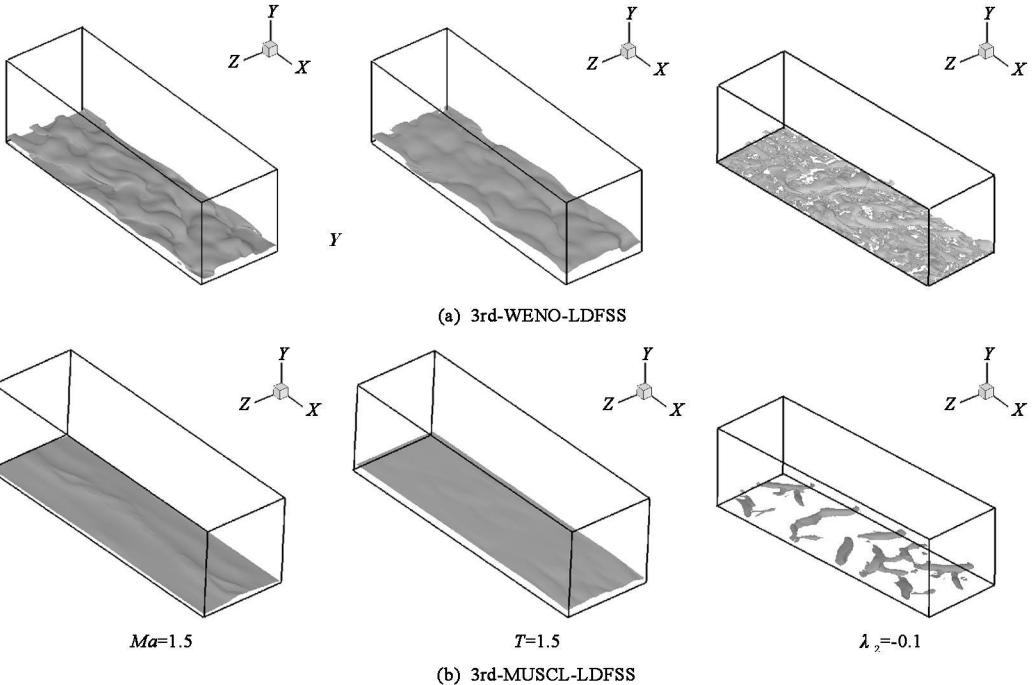 Y
Z
X
Y
Z
X
Y
Z
X
Y
(a) 3rd-WENO-LDFSS
Y
Z
X
Y
Z
X
Y
Z
X
Ma=1.5
T=1.5
λ₂=-0.1
(b) 3rd-MUSCL-LDFSS